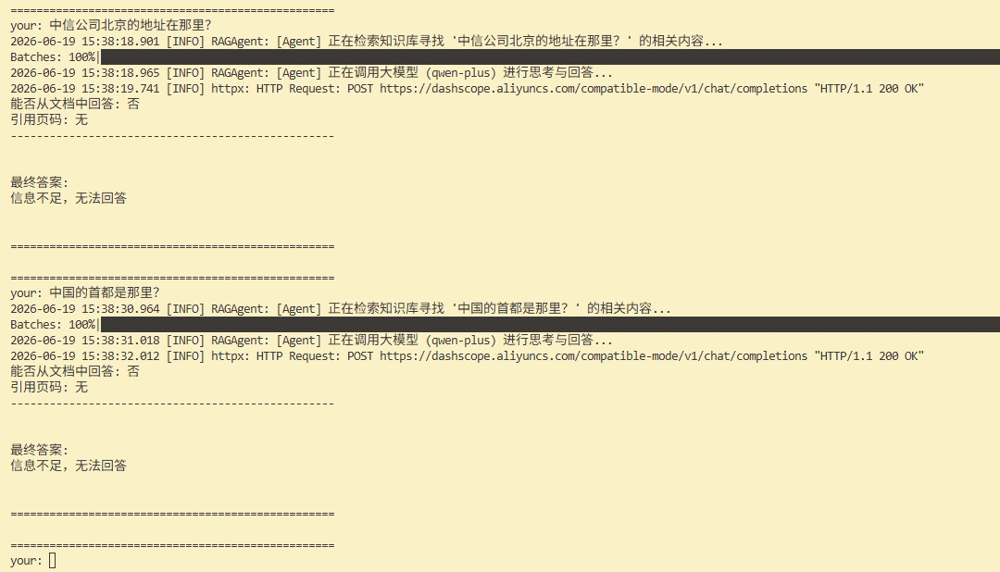 ==================================================
your: 中信公司北京的地址在那里？
2026-06-19 15:38:18.901 [INFO] RAGAgent: [Agent] 正在检索知识库寻找 '中信公司北京的地址在那里？' 的相关内容...
Batches: 100%|
2026-06-19 15:38:18.965 [INFO] RAGAgent: [Agent] 正在调用大模型 (qwen-plus) 进行思考与回答...
2026-06-19 15:38:19.741 [INFO] httpx: HTTP Request: POST https://dashscope.aliyuncs.com/compatible-mode/v1/chat/completions "HTTP/1.1 200 OK"
能否从文档中回答: 否
引用页码: 无
--------------------------------------------------
最终答案:
信息不足，无法回答
==================================================
==================================================
your: 中国的首都是那里？
2026-06-19 15:38:30.964 [INFO] RAGAgent: [Agent] 正在检索知识库寻找 '中国的首都是那里？' 的相关内容...
Batches: 100%|
2026-06-19 15:38:31.018 [INFO] RAGAgent: [Agent] 正在调用大模型 (qwen-plus) 进行思考与回答...
2026-06-19 15:38:32.012 [INFO] httpx: HTTP Request: POST https://dashscope.aliyuncs.com/compatible-mode/v1/chat/completions "HTTP/1.1 200 OK"
能否从文档中回答: 否
引用页码: 无
--------------------------------------------------
最终答案:
信息不足，无法回答
==================================================
==================================================
your: